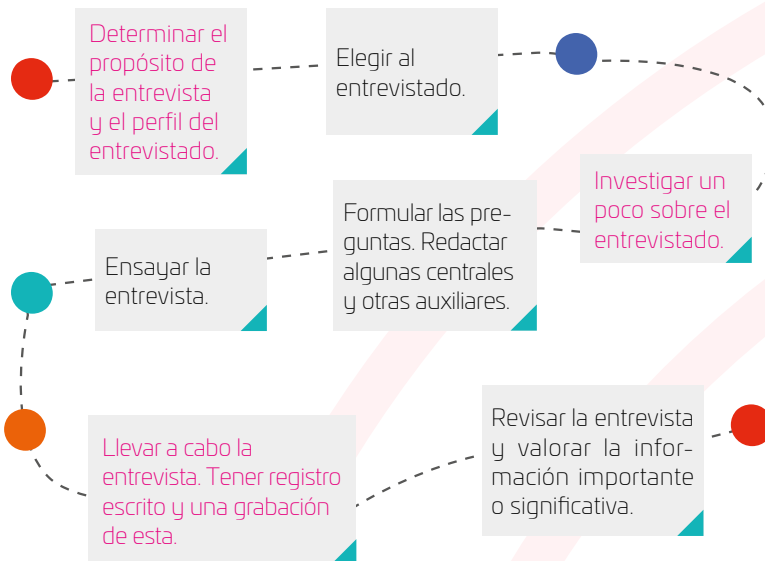 Determinar el
propósito de
la entrevista
y el perfil del
entrevistado.
Elegir al
entrevistado.
Investigar un
poco sobre el
entrevistado.
Formular las pre-
guntas. Redactar
algunas centrales
y otras auxiliares.
Ensayar la
entrevista.
Llevar a cabo la
entrevista. Tener registro
escrito y una grabación
de esta.
Revisar la entrevista
y valorar la infor-
mación importante
o significativa.